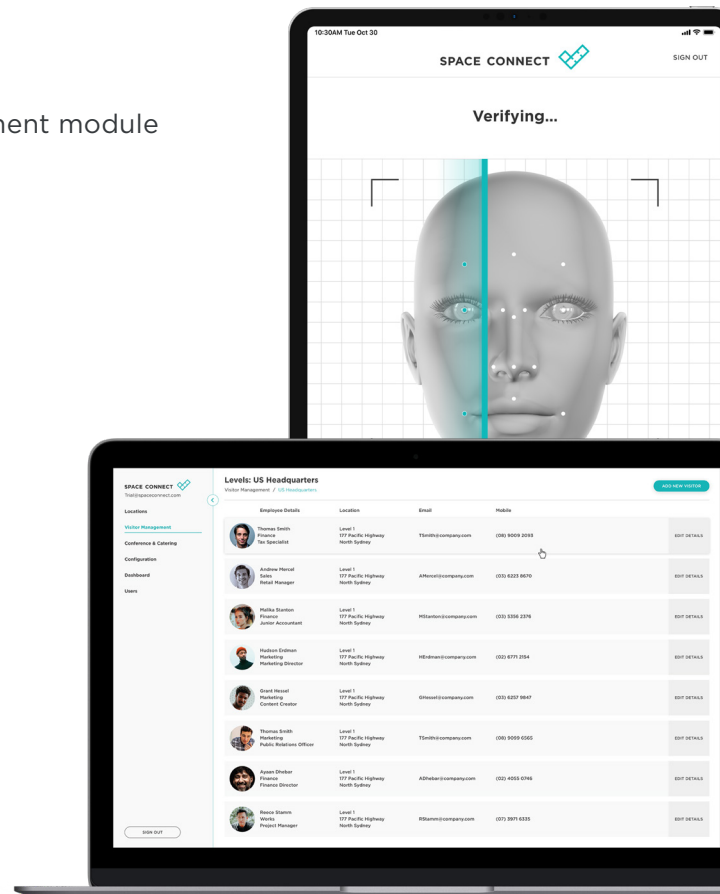 ment module
10:30AM Tue Oct 30
SPACE CONNECT
SIGN OUT
Verifying...
SPACE CONNECT
Trial@spaceconnect.com
Locations
Visitor Management
Conference & Catering
Configuration
Dashboard
Users
SIGN OUT
Levels: US Headquarters
Visitor Management / US Headquarters
ADD NEW VISITOR
Employee Details Location Email Mobile
Thomas Smith Level 1
Finance 177 Pacific Highway TSmith@company.com (08) 9009 2093 EDIT DETAILS
Tax Specialist North Sydney
Andrew Mercel Level 1
Sales 177 Pacific Highway AMercel@company.com (03) 6223 8670 EDIT DETAILS
Retail Manager North Sydney
Malika Stanton Level 1
Finance 177 Pacific Highway MStanton@company.com (03) 5356 2376 EDIT DETAILS
Junior Accountant North Sydney
Hudson Erdman Level 1
Marketing 177 Pacific Highway HErdman@company.com (02) 6771 2154 EDIT DETAILS
Marketing Director North Sydney
Grant Hessel Level 1
Marketing 177 Pacific Highway GHessel@company.com (03) 6257 9847 EDIT DETAILS
Content Creator North Sydney
Thomas Smith Level 1
Marketing 177 Pacific Highway TSmith@company.com (08) 9099 6565 EDIT DETAILS
Public Relations Officer North Sydney
Ayaan Dhebar Level 1
Finance 177 Pacific Highway ADhebar@company.com (02) 4055 0746 EDIT DETAILS
Finance Director North Sydney
Reece Stamm Level 1
Works 177 Pacific Highway RStamm@company.com (07) 3971 6335 EDIT DETAILS
Project Manager North Sydney